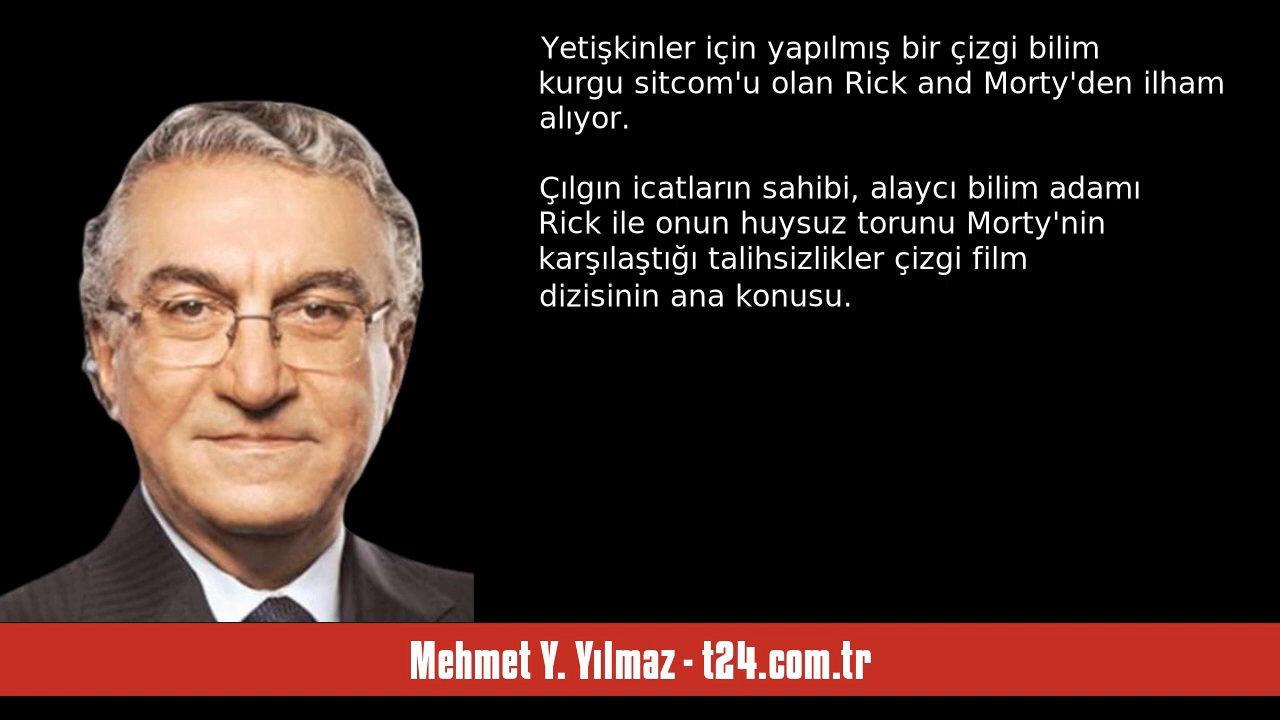 Yetişkinler için yapılmış bir çizgi bilim
kurgu sitcom'u olan Rick and Morty'den ilham
alıyor.
Çılgın icatların sahibi, alaycı bilim adamı
Rick ile onun huysuz torunu Morty'nin
karşılaştığı talihsizlikler çizgi film
dizisinin ana konusu.
Mehmet Y. Yılmaz - t24.com.tr